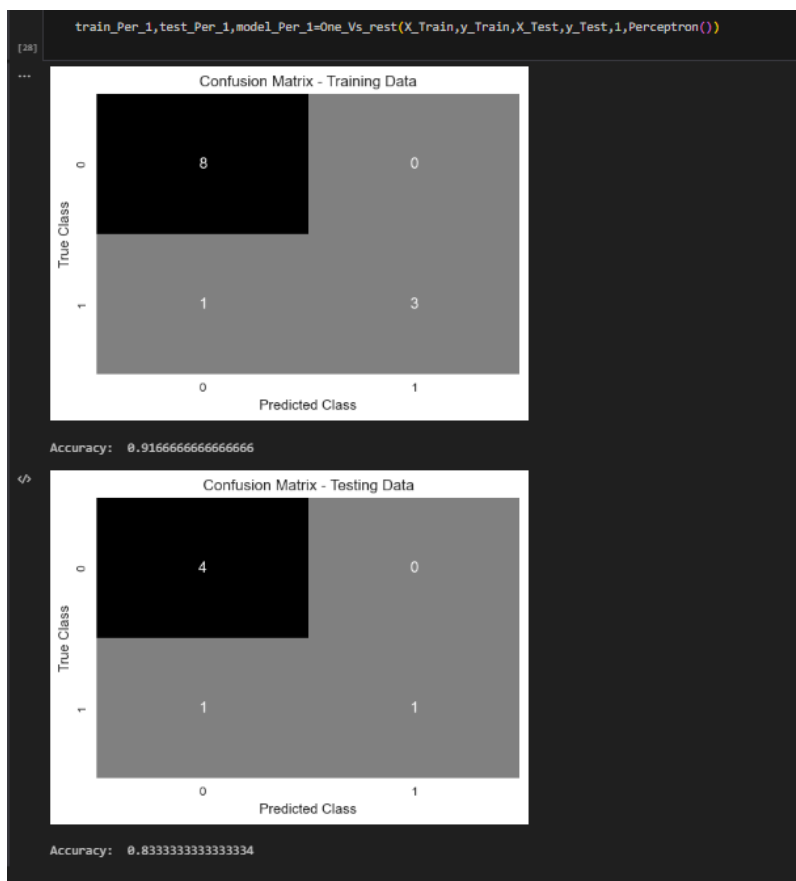 train_Per_1,test_Per_1,model_Per_1=One_Vs_rest(X_Train,y_Train,X_Test,y_Test,1,Perceptron())
[28]
...
Confusion Matrix - Training Data
0
8
0
True Class
1
1
3
0
1
Predicted Class
Accuracy: 0.9166666666666666
</>
Confusion Matrix - Testing Data
0
4
0
True Class
1
1
1
0
1
Predicted Class
Accuracy: 0.8333333333333334